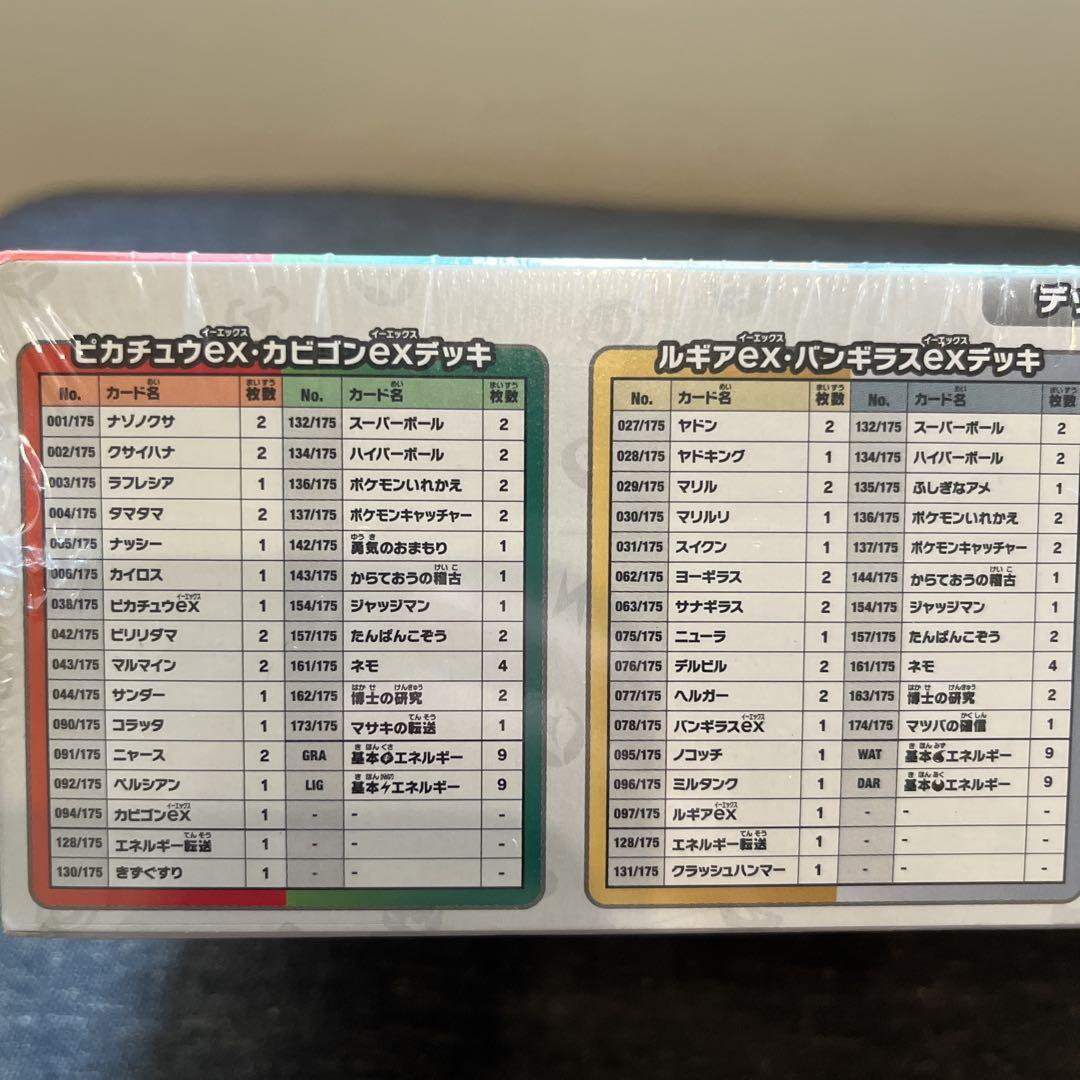 デッ
イーエックス イーエックス
ピカチュウex・カビゴンexデッキ
No. カード名 枚数 No. カード名 枚数
001/175 ナゾノクサ 2 132/175 スーパーボール 2
002/175 クサイハナ 2 134/175 ハイパーボール 2
003/175 ラフレシア 1 136/175 ポケモンいれかえ 2
004/175 タマタマ 2 137/175 ポケモンキャッチャー 2
005/175 ナッシー 1 142/175 勇気のおまもり 1
006/175 カイロス 1 143/175 からておうの稽古 1
038/175 ピカチュウex 1 154/175 ジャッジマン 1
042/175 ビリリダマ 2 157/175 たんぱんこぞう 2
043/175 マルマイン 2 161/175 ネモ 4
044/175 サンダー 1 162/175 博士の研究 2
090/175 コラッタ 1 173/175 マサキの転送 1
091/175 ニャース 2 GRA 基本エネルギー 9
092/175 ペルシアン 1 LIG 基本エネルギー 9
094/175 カビゴンex 1 - - -
128/175 エネルギー転送 1 - - -
130/175 きずぐすり 1 - - -
イーエックス イーエックス
ルギアex・バンギラスexデッキ
No. カード名 枚数 No. カード名 枚数
027/175 ヤドン 2 132/175 スーパーボール 2
028/175 ヤドキング 1 134/175 ハイパーボール 2
029/175 マリル 2 135/175 ふしぎなアメ 1
030/175 マリルリ 1 136/175 ポケモンいれかえ 2
031/175 スイクン 1 137/175 ポケモンキャッチャー 2
062/175 ヨーギラス 2 144/175 からておうの稽古 1
063/175 サナギラス 2 154/175 ジャッジマン 1
075/175 ニューラ 1 157/175 たんぱんこぞう 2
076/175 デルビル 2 161/175 ネモ 4
077/175 ヘルガー 2 163/175 博士の研究 2
078/175 バンギラスex 1 174/175 マツバの確信 1
095/175 ノコッチ 1 WAT 基本エネルギー 9
096/175 ミルタンク 1 DAR 基本エネルギー 9
097/175 ルギアex 1 - - -
128/175 エネルギー転送 1 - - -
131/175 クラッシュハンマー 1 - - -